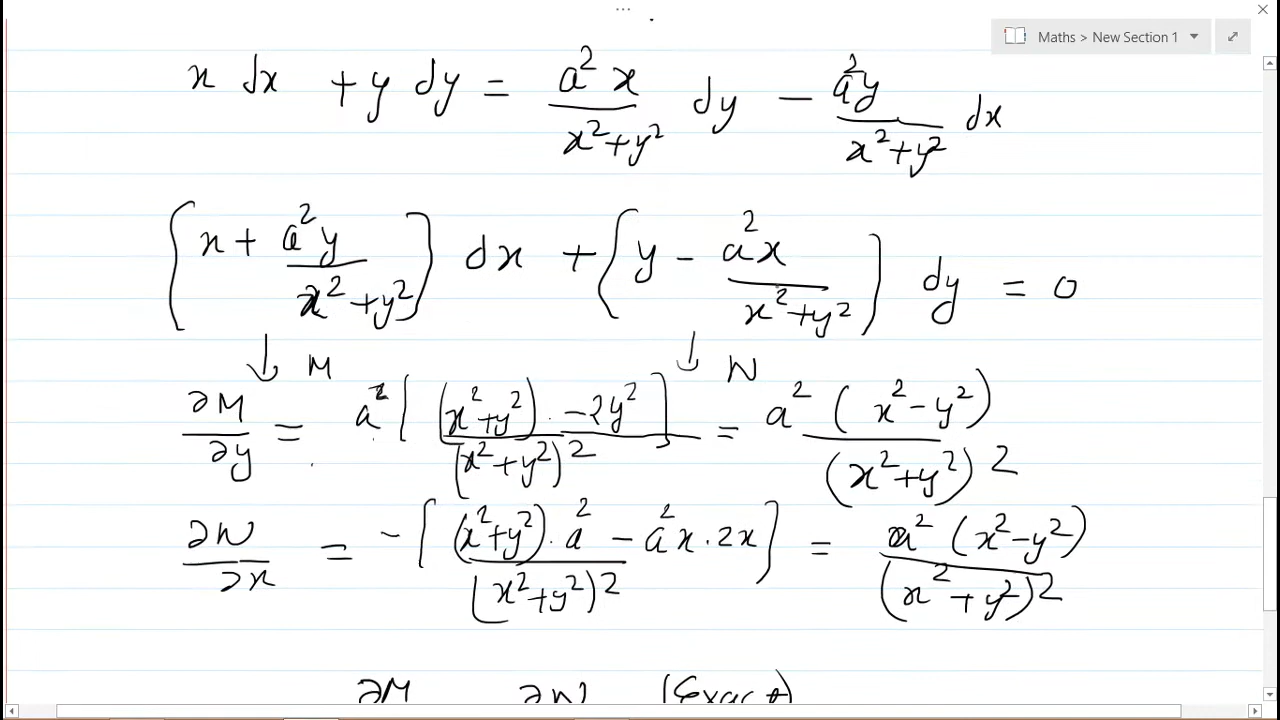 Maths > New Section 1
x dx + y dy = a²x/(x²+y²) dy − a²y/(x²+y²) dx
{x + a²y/(x²+y²)} dx + {y − a²x/(x²+y²)} dy = 0
↓ M ↓ N
∂M/∂y = a² [((x²+y²)· −2y²)/(x²+y²)²] = a² (x²−y²)/(x²+y²)²
∂N/∂x = −[((x²+y²)·a² − a²x·2x)/(x²+y²)²] = a² (x²−y²)/(x²+y²)²
∂M ∂N (Exact)